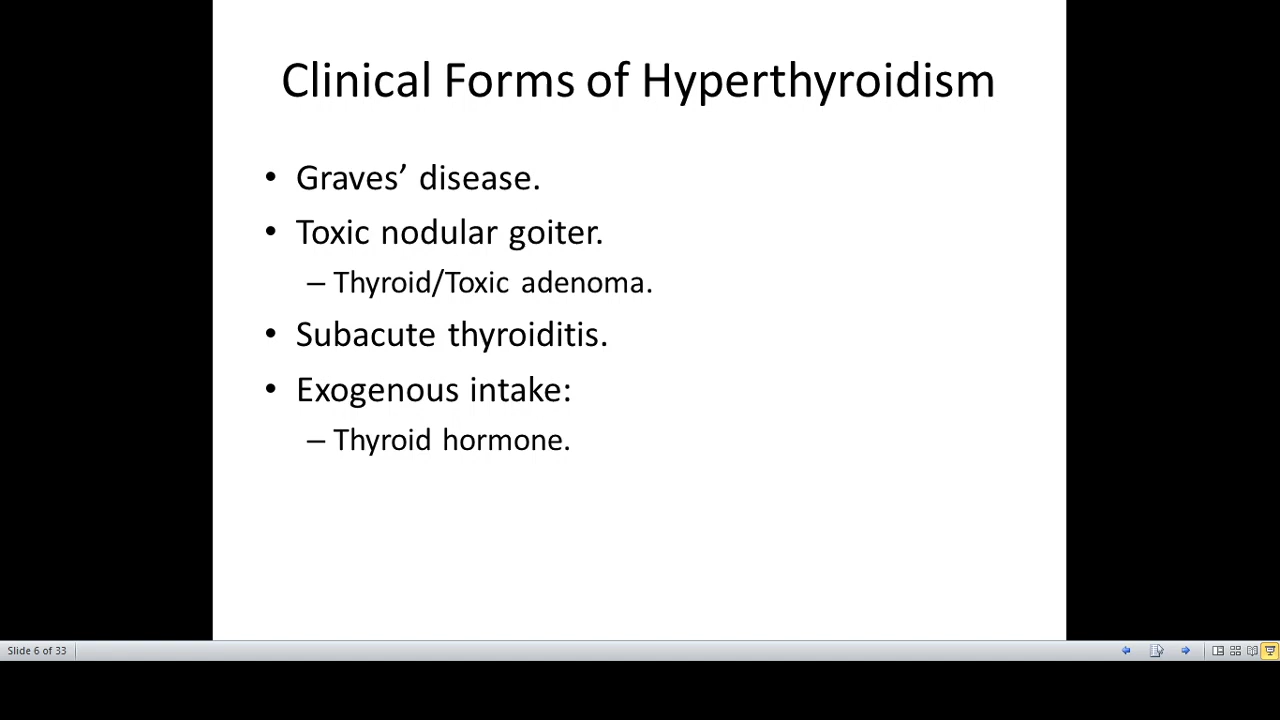 Clinical Forms of Hyperthyroidism
• Graves’ disease.
• Toxic nodular goiter.
– Thyroid/Toxic adenoma.
• Subacute thyroiditis.
• Exogenous intake:
– Thyroid hormone.
Slide 6 of 33